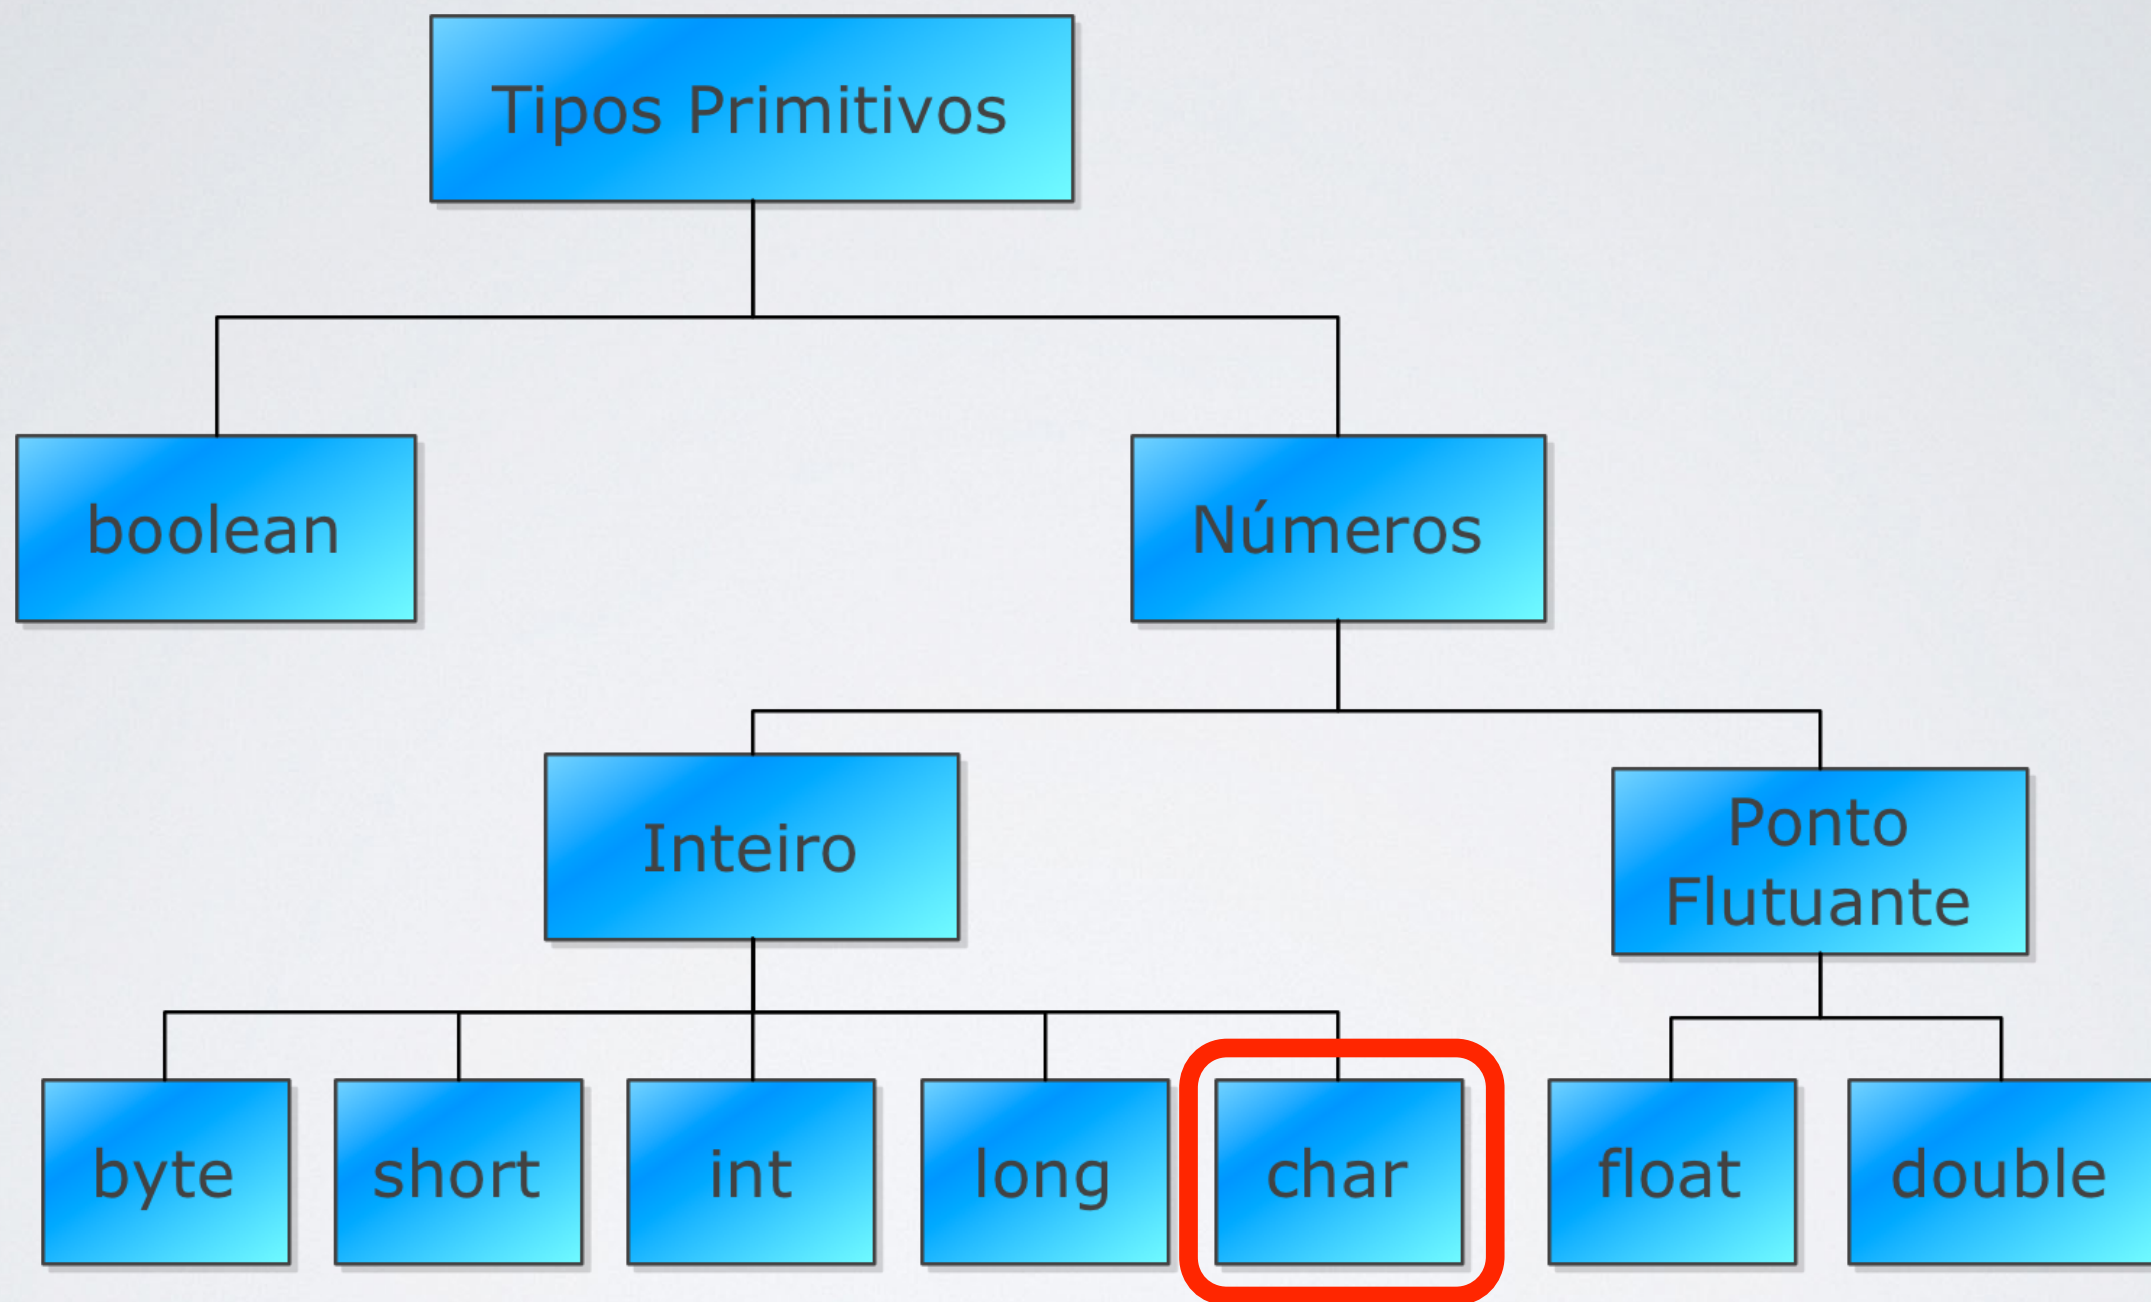 Tipos Primitivos
boolean
Números
Inteiro
Ponto
Flutuante
byte
short
int
long
char
float
double